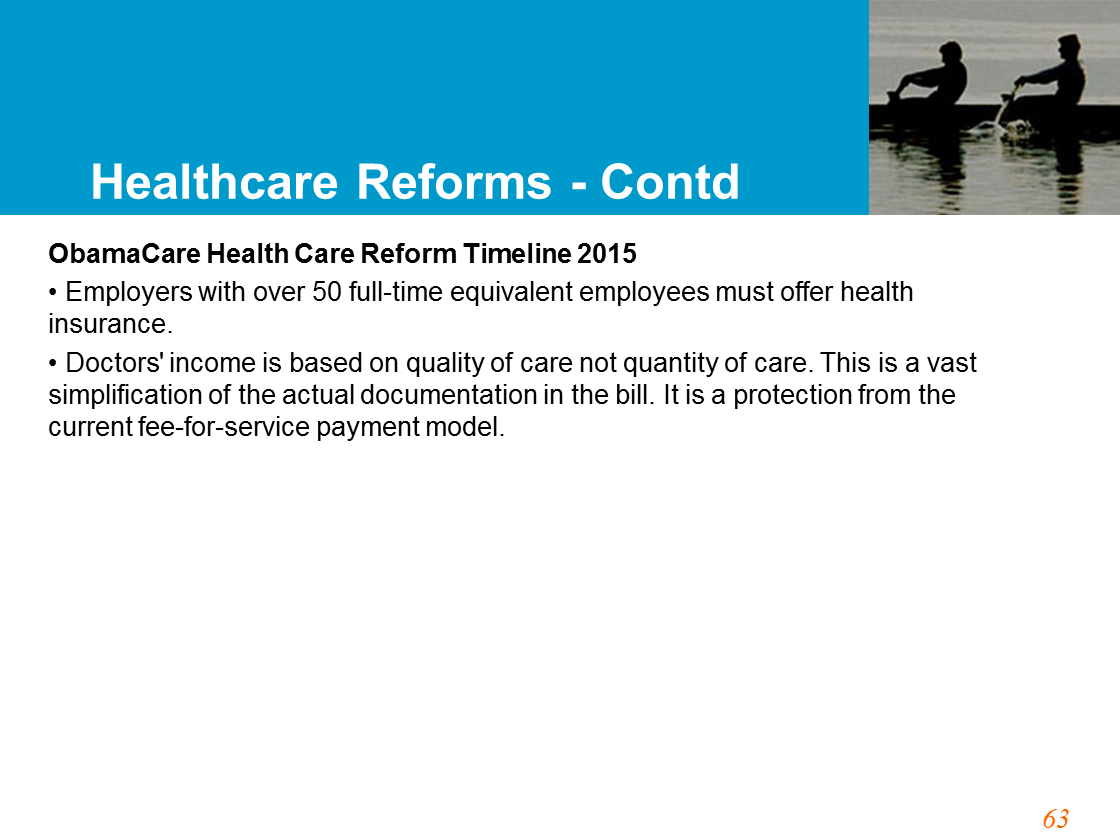 Healthcare Reforms - Contd
ObamaCare Health Care Reform Timeline 2015
• Employers with over 50 full-time equivalent employees must offer health
insurance.
• Doctors' income is based on quality of care not quantity of care. This is a vast
simplification of the actual documentation in the bill. It is a protection from the
current fee-for-service payment model.
63